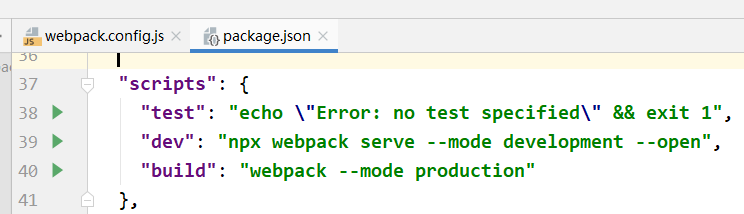 webpack.config.js package.json
36
37 "scripts": {
38 "test": "echo \"Error: no test specified\" && exit 1",
39 "dev": "npx webpack serve --mode development --open",
40 "build": "webpack --mode production"
41 },